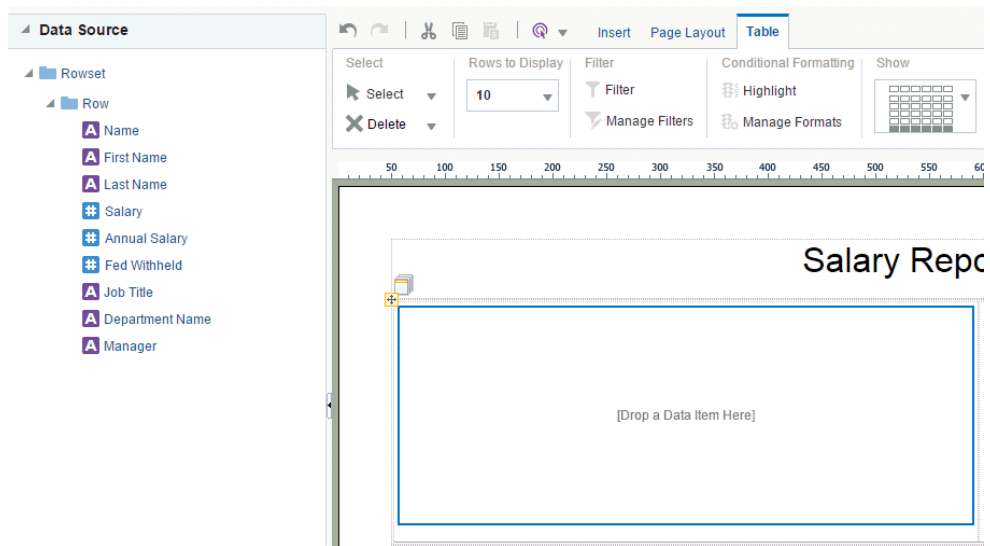 Data Source
Rowset
Row
A Name
A First Name
A Last Name
# Salary
# Annual Salary
# Fed Withheld
A Job Title
A Department Name
A Manager
Insert Page Layout Table
Select Rows to Display Filter Conditional Formatting Show
Select 10 Filter Highlight
Delete Manage Filters Manage Formats
50 100 150 200 250 300 350 400 450 500 550 60
Salary Repo
[Drop a Data Item Here]